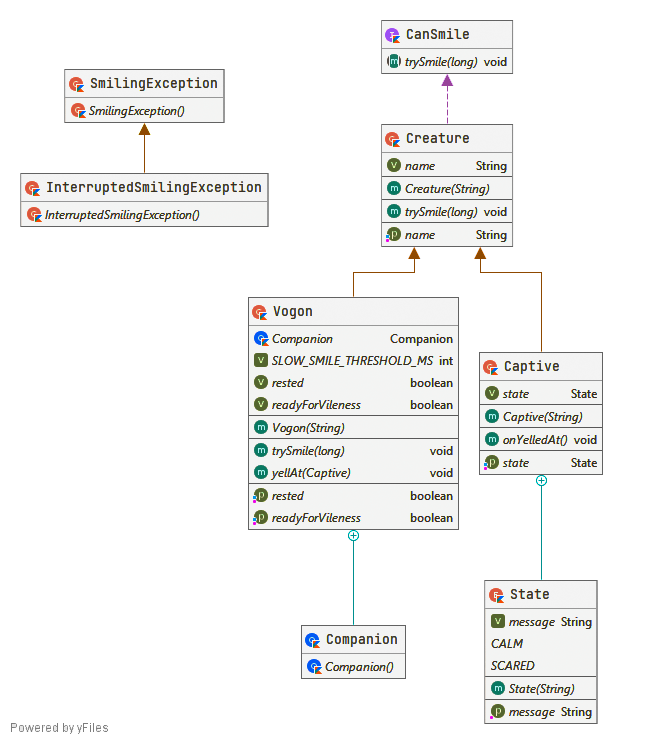 CanSmile
trySmile(long) void
SmilingException
SmilingException()
Creature
name String
Creature(String)
trySmile(long) void
name String
InterruptedSmilingException
InterruptedSmilingException()
Vogon
Companion Companion
SLOW_SMILE_THRESHOLD_MS int
rested boolean
readyForVileness boolean
Vogon(String)
trySmile(long) void
yellAt(Captive) void
rested boolean
readyForVileness boolean
Captive
state State
Captive(String)
onYelledAt() void
state State
State
message String
CALM
SCARED
State(String)
message String
Companion
Companion()
Powered by yFiles